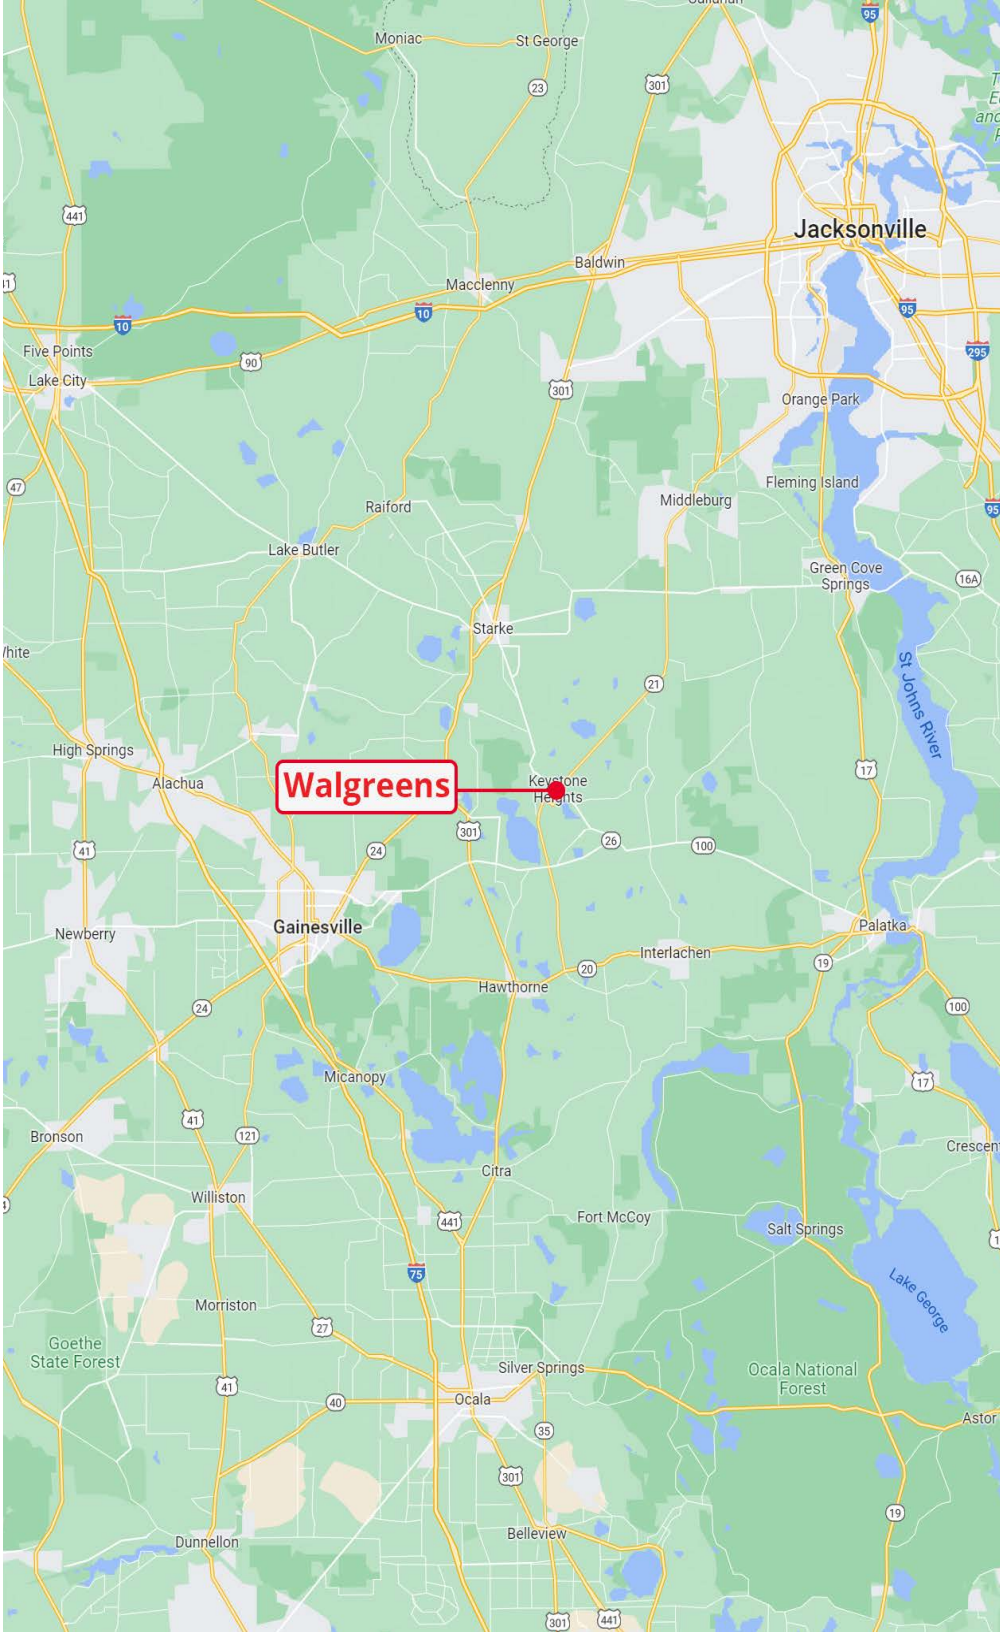 Callahan
95
Moniac
St George
23
301
441
Jacksonville
Baldwin
41
Macclenny
10
10
95
Five Points
90
295
Lake City
301
Orange Park
47
Fleming Island
Middleburg
Raiford
95
Lake Butler
Green Cove
Springs
16A
Starke
White
21
St Johns River
High Springs
17
Alachua
Walgreens
Keystone
Heights
301
26
100
41
24
Gainesville
Palatka
Newberry
Interlachen
19
20
Hawthorne
24
100
Micanopy
17
41
121
Bronson
Crescent
Citra
Williston
441
Fort McCoy
Salt Springs
75
Lake George
Morriston
27
Goethe
State Forest
Silver Springs
Ocala National
Forest
41
40
Ocala
Astor
35
301
19
Belleview
Dunnellon
301
441